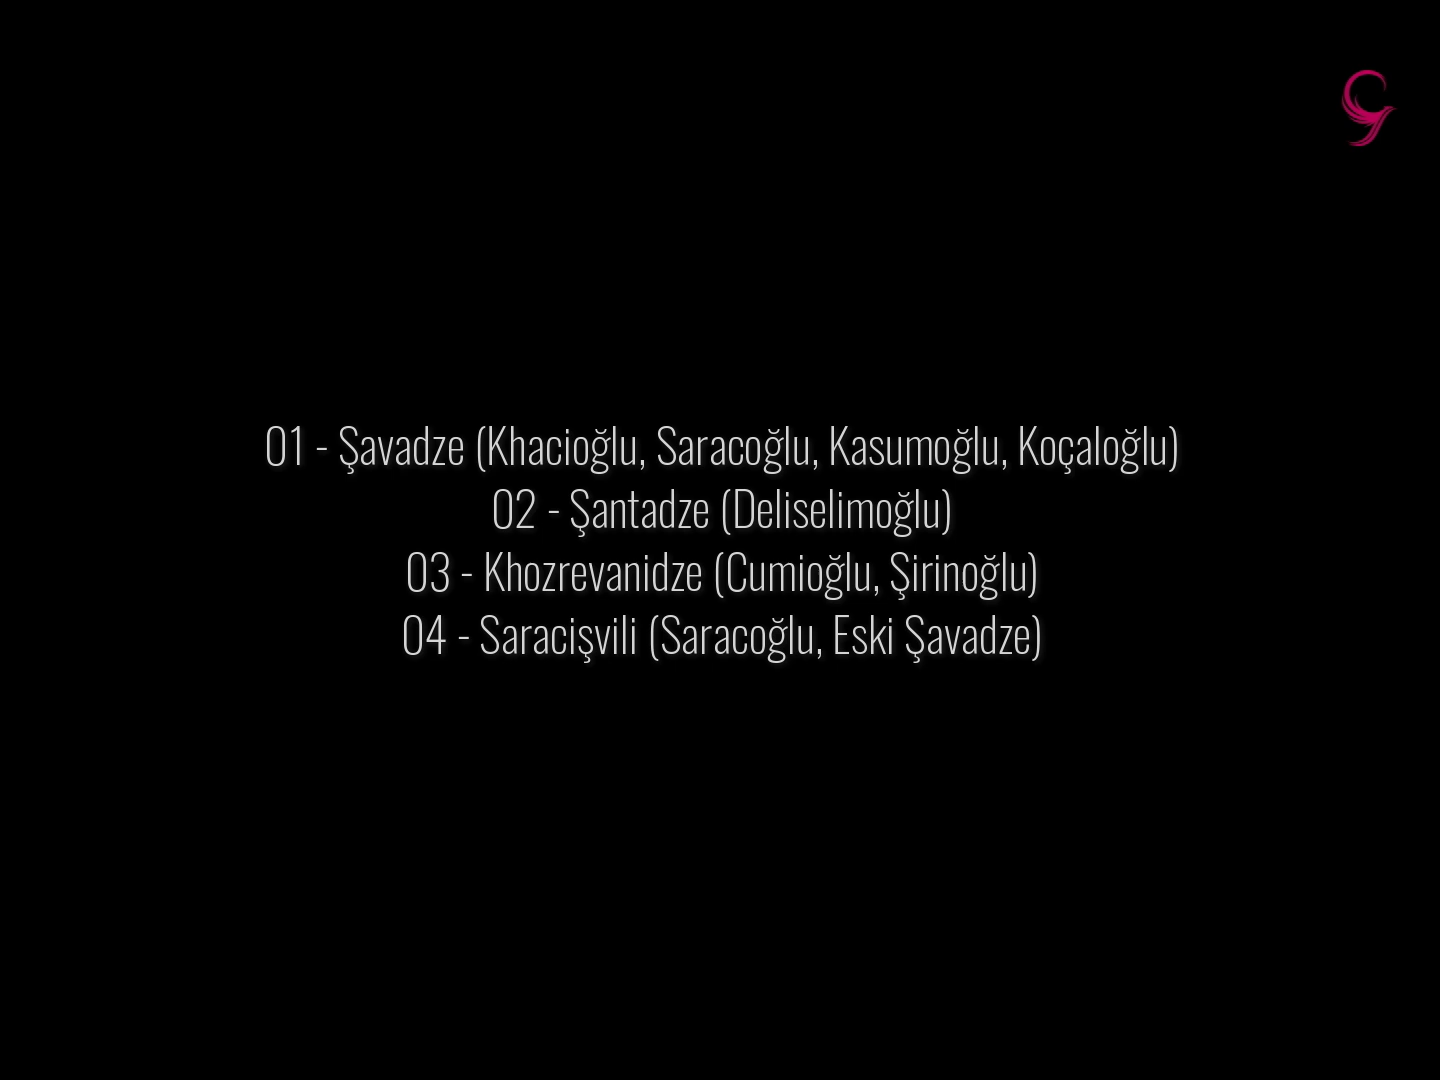 01 - Şavadze (Khacioğlu, Saracoğlu, Kasumoğlu, Koçaloğlu)
02 - Şantadze (Deliselimoğlu)
03 - Khozrevanidze (Cumioğlu, Şirinoğlu)
04 - Saracişvili (Saracoğlu, Eski Şavadze)